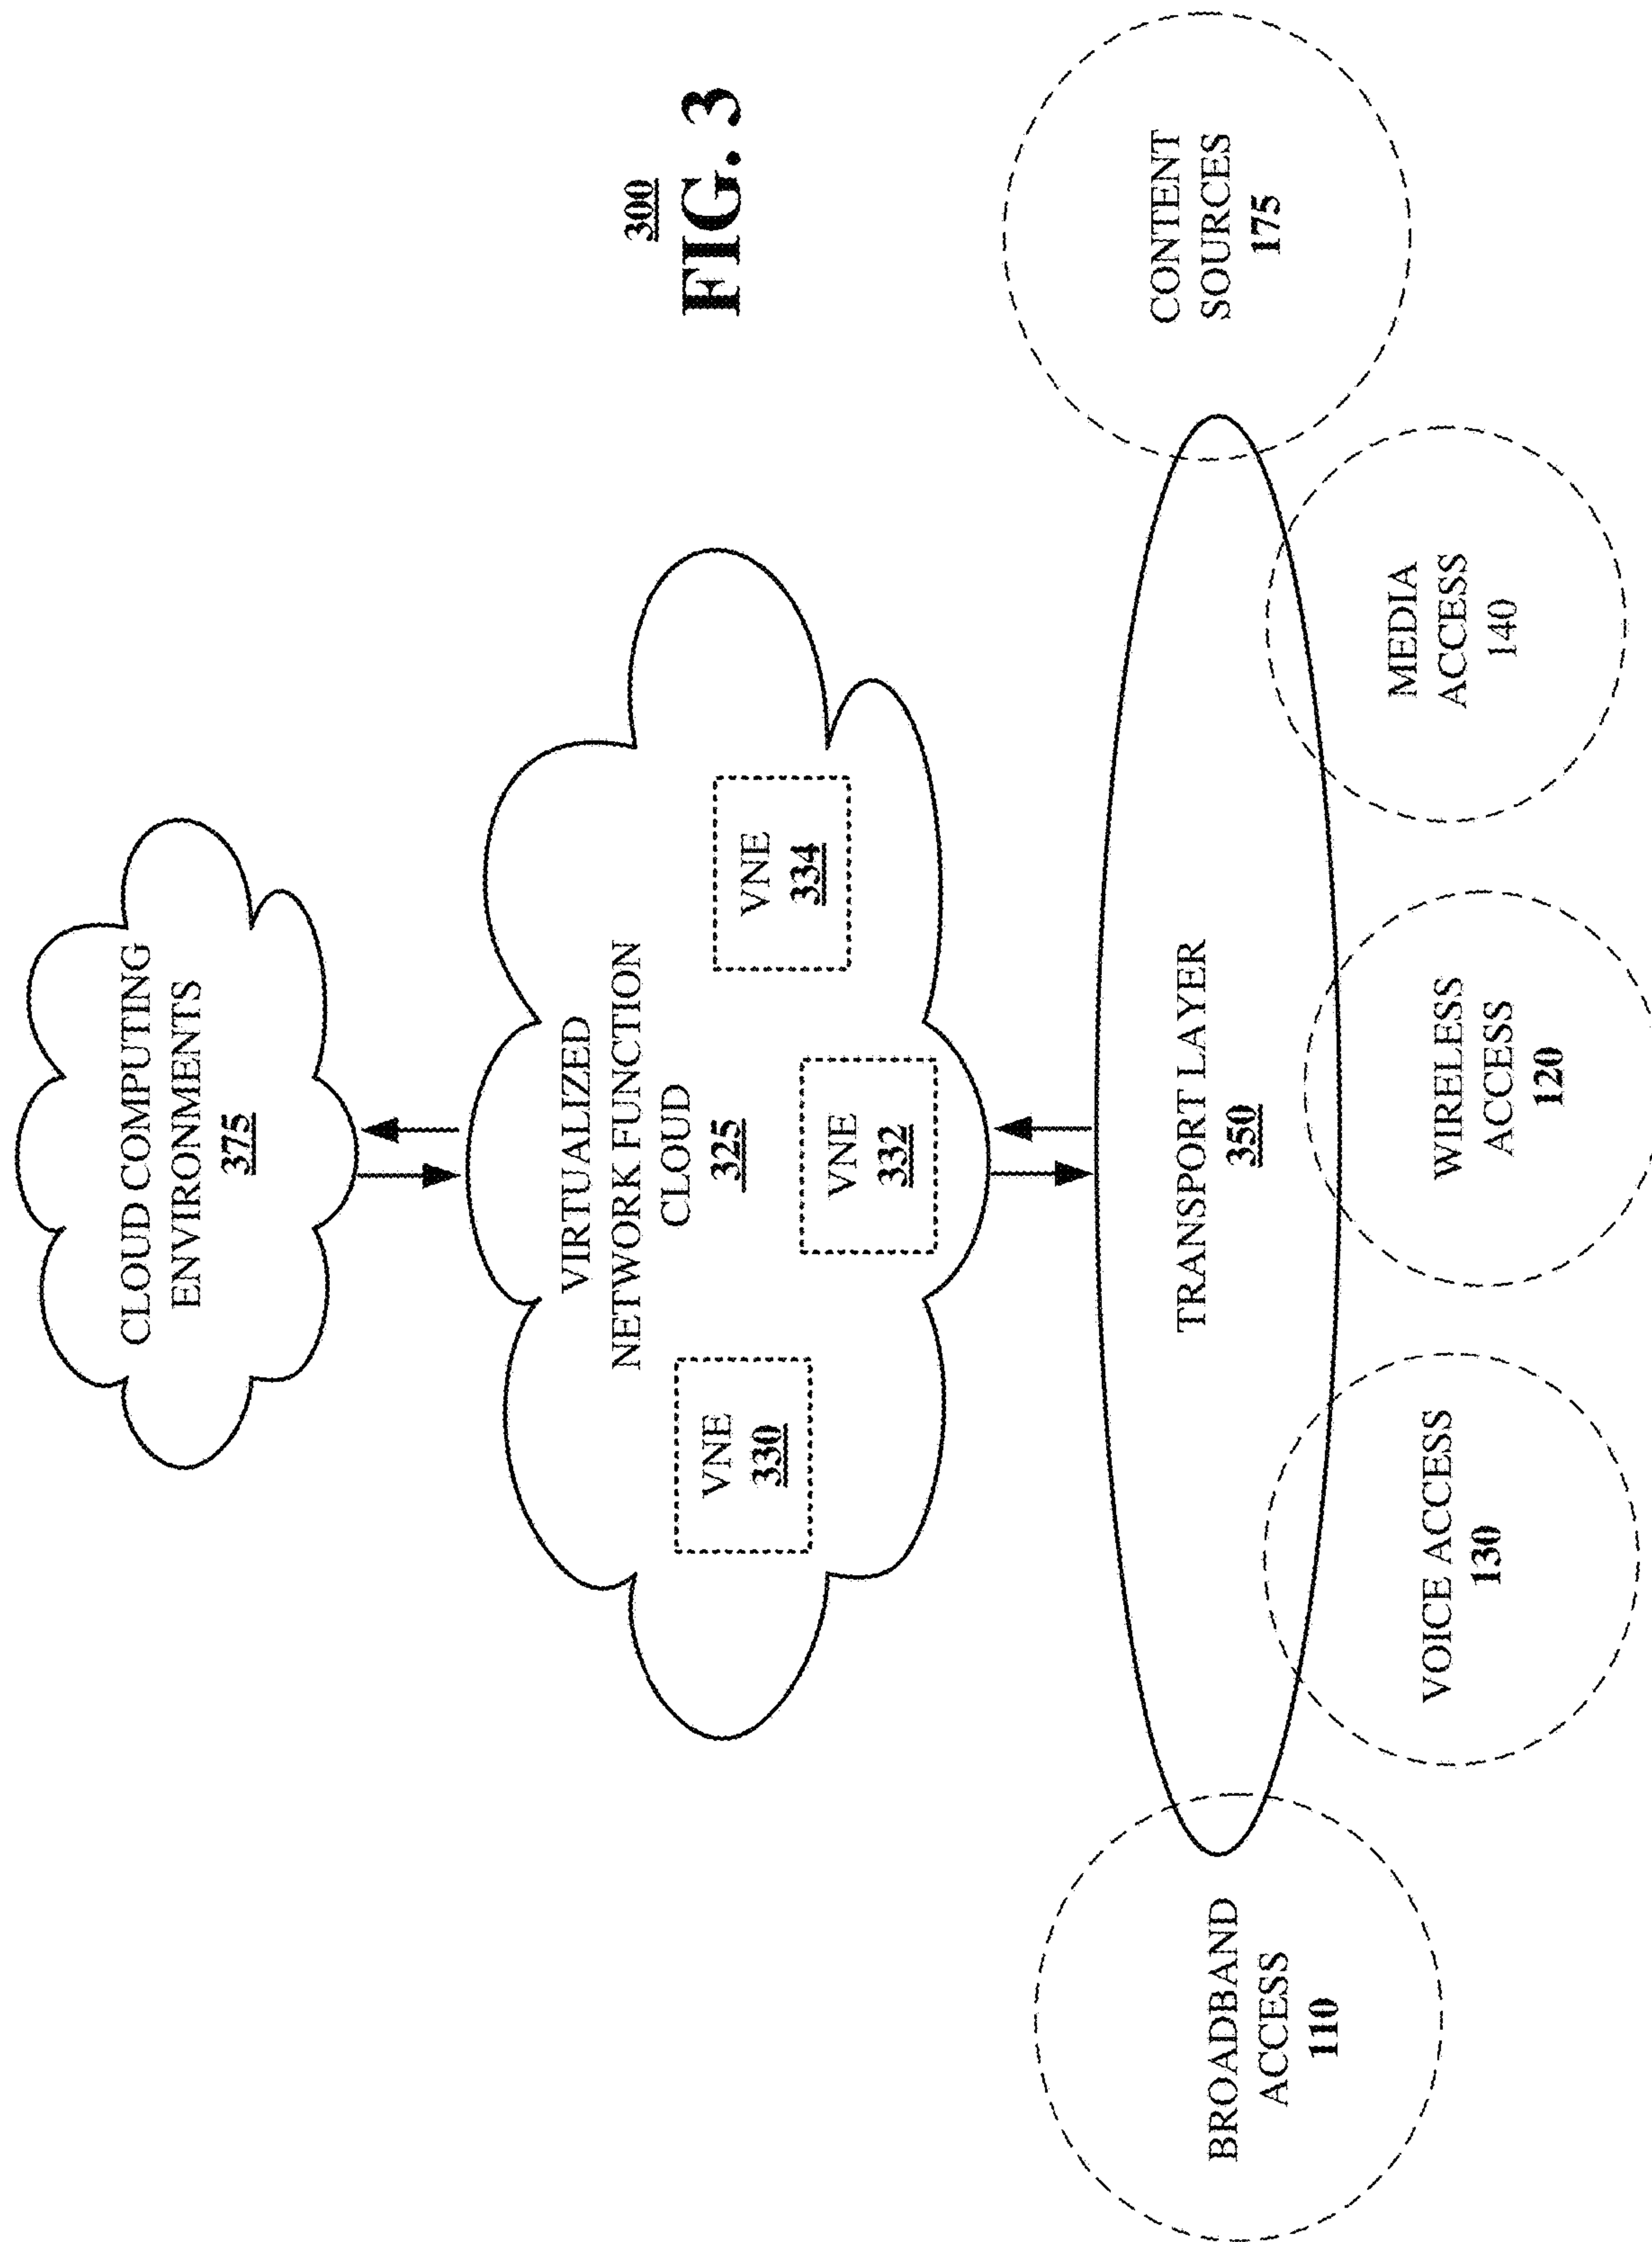 CLOUD COMPUTING
ENVIRONMENTS
375
VIRTUALIZED
NETWORK FUNCTION
CLOUD
325
VNE
330
VNE
332
VNE
334
300
FIG. 3
TRANSPORT LAYER
350
BROADBAND
ACCESS
110
VOICE ACCESS
130
WIRELESS
ACCESS
120
MEDIA
ACCESS
140
CONTENT
SOURCES
175